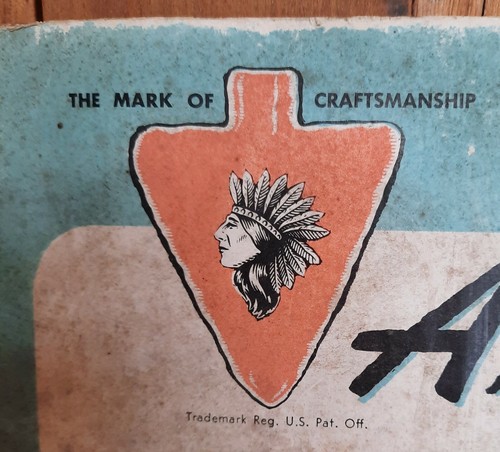 THE MARK OF CRAFTSMANSHIP
Trademark Reg. U.S. Pat. Off.
A